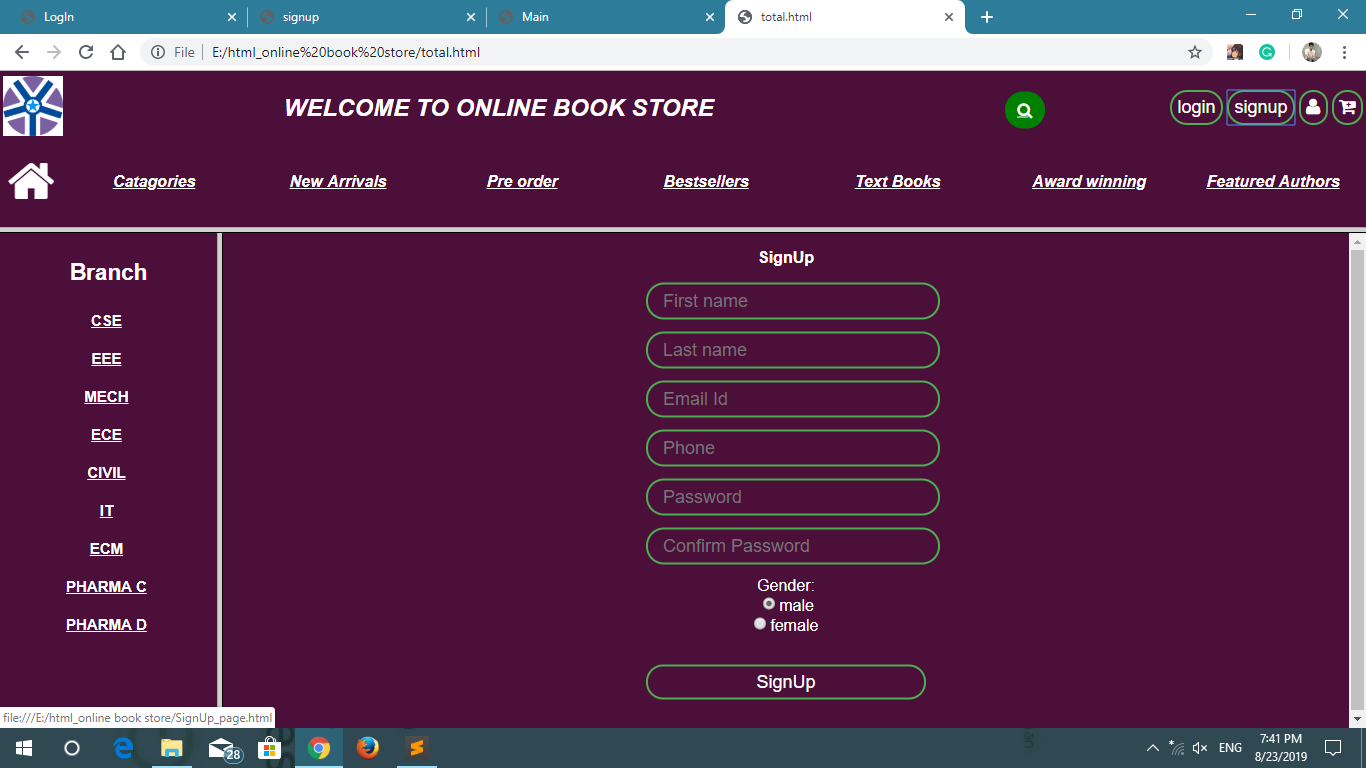 LogIn
signup
Main
total.html
File
E:/html_online%20book%20store/total.html
WELCOME TO ONLINE BOOK STORE
login
signup
Catagories
New Arrivals
Pre order
Bestsellers
Text Books
Award winning
Featured Authors
Branch
CSE
EEE
MECH
ECE
CIVIL
IT
ECM
PHARMA C
PHARMA D
SignUp
First name
Last name
Email Id
Phone
Password
Confirm Password
Gender:
male
female
SignUp
file:///E:/html_online book store/SignUp_page.html
28
ENG
7:41 PM
8/23/2019